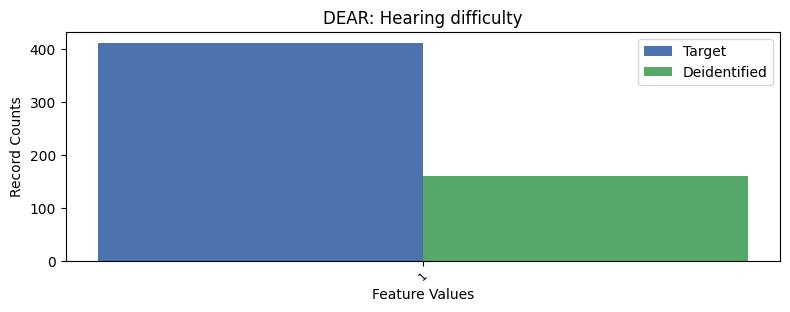 DEAR: Hearing difficulty
Target
Deidentified
Record Counts
400
300
200
100
0
1
Feature Values